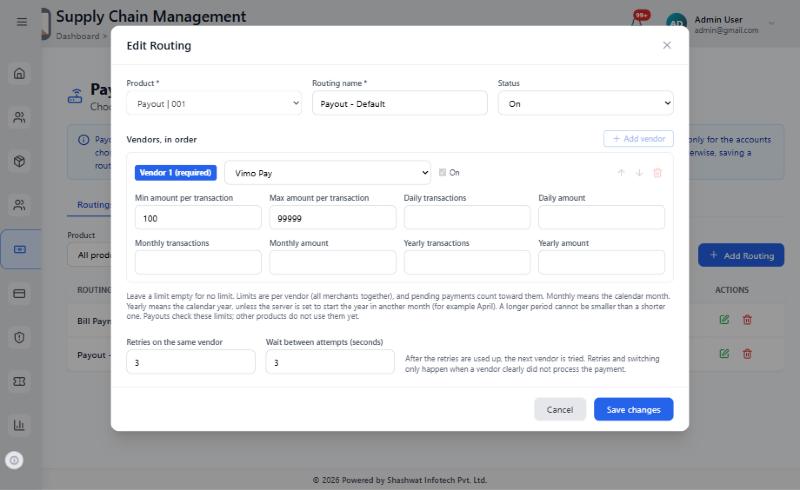 Supply Chain Management
Dashboard >
99+
AD
Admin User
admin@gmail.com
Edit Routing
Product *
Routing name *
Status
Payout | 001
Payout - Default
On
Vendors, in order
+ Add vendor
Vendor 1 (required)
Vimo Pay
On
Min amount per transaction
Max amount per transaction
Daily transactions
Daily amount
100
99999
Monthly transactions
Monthly amount
Yearly transactions
Yearly amount
Leave a limit empty for no limit. Limits are per vendor (all merchants together), and pending payments count toward them. Monthly means the calendar month.
Yearly means the calendar year, unless the server is set to start the year in another month (for example April). A longer period cannot be smaller than a shorter
one. Payouts check these limits; other products do not use them yet.
Retries on the same vendor
Wait between attempts (seconds)
3
3
After the retries are used up, the next vendor is tried. Retries and switching
only happen when a vendor clearly did not process the payment.
Cancel
Save changes
Product
+ Add Routing
ROUTING
ACTIONS
Payout -
only for the accounts
saving a
© 2026 Powered by Shashwat Infotech Pvt. Ltd.